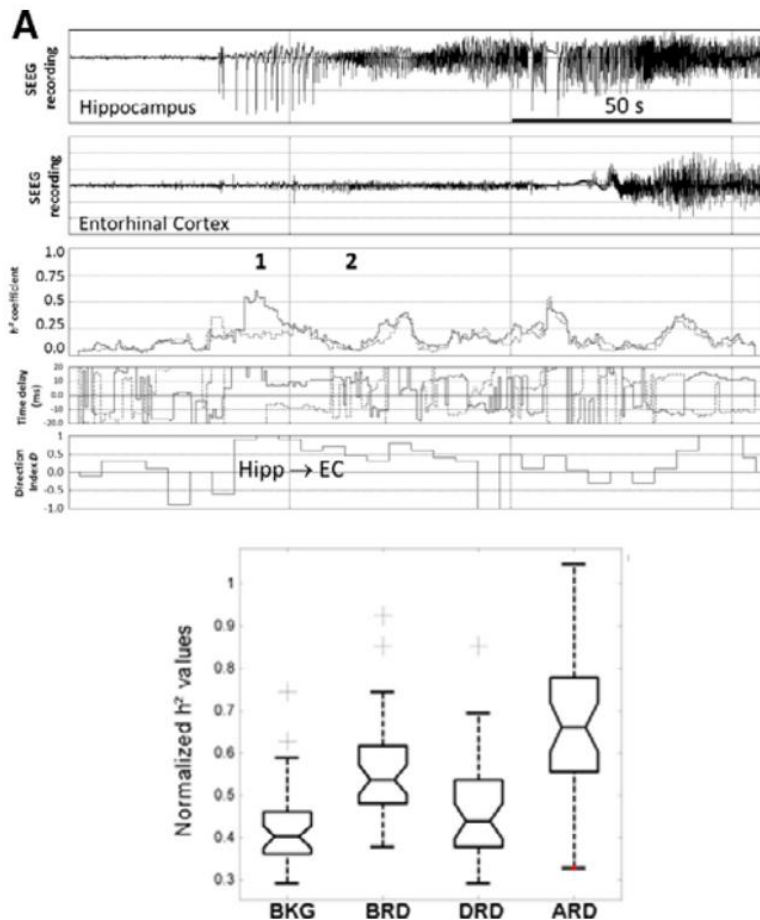 A
SEEG
recording
Hippocampus
50 s
SEEG
recording
Entorhinal Cortex
h² coefficient
1.0
0.75
0.5
0.25
0.0
1
2
Time delay
(ms)
20
10
0
-10
-20.0
Direction
Index D
1
0.5
0.0
-0.5
-1.0
Hipp → EC
Normalized h² values
1
0.9
0.8
0.7
0.6
0.5
0.4
0.3
BKG BRD DRD ARD